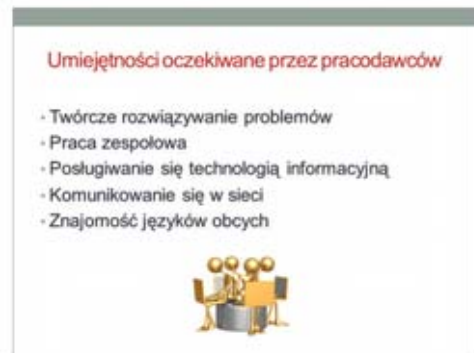 Umiejętności oczekiwane przez pracodawców
• Twórcze rozwiązywanie problemów
• Praca zespołowa
• Posługiwanie się technologią informacyjną
• Komunikowanie się w sieci
• Znajomość języków obcych